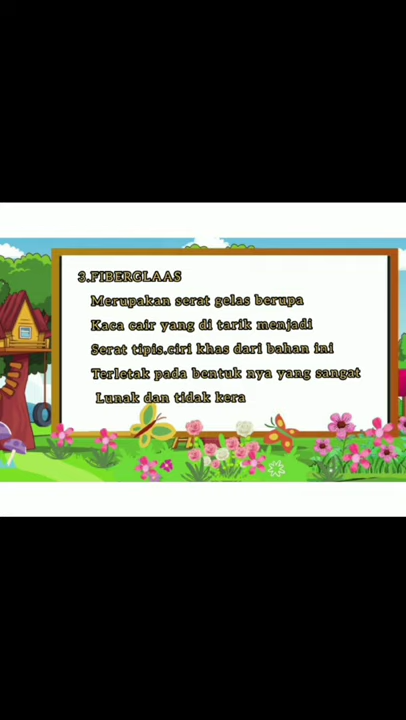 3.FIBERGLAAS
Merupakan serat gelas berupa
Kaca cair yang di tarik menjadi
Serat tipis.ciri khas dari bahan ini
Terletak pada bentuk nya yang sangat
Lunak dan tidak kera